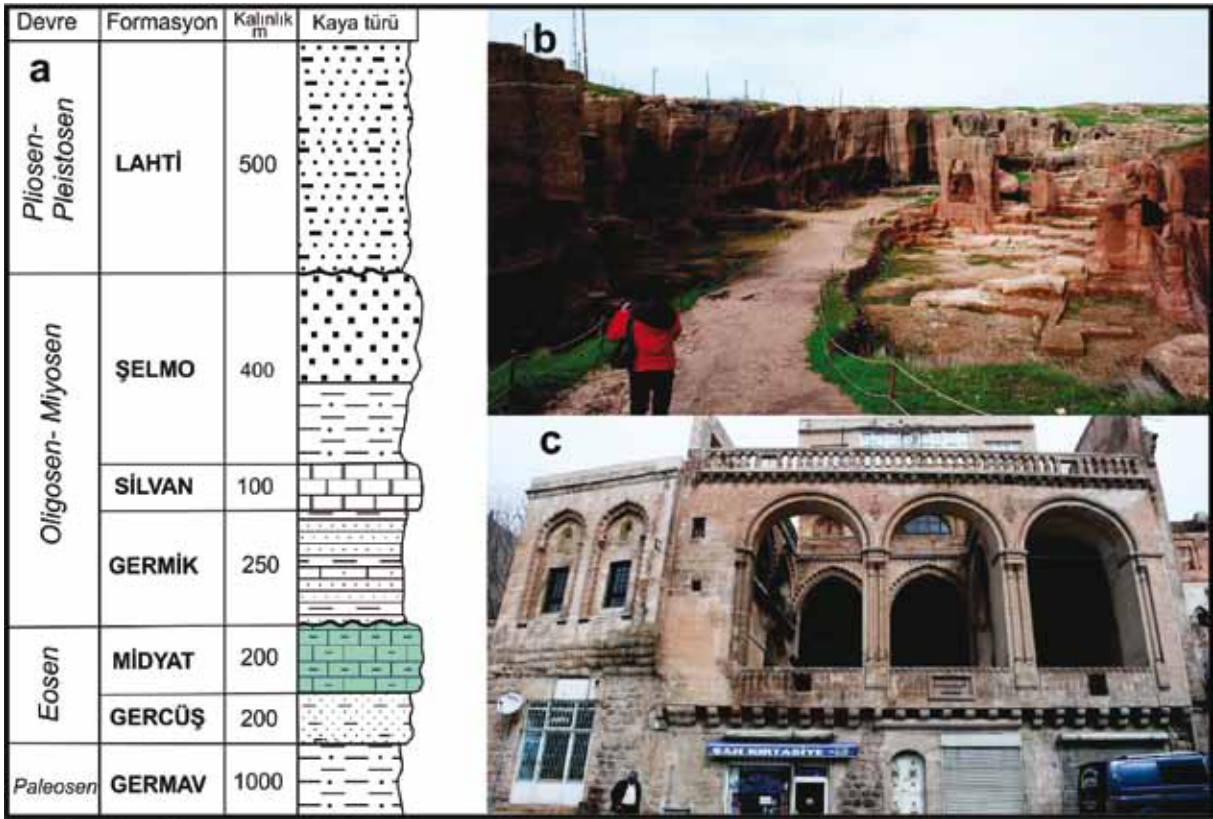 Devre Formasyon Kalınlık m Kaya türü
a
Pliosen-
Pleistosen
LAHTİ 500
Oligosen- Miyosen
ŞELMO 400
SİLVAN 100
GERMİK 250
Eosen
MİDYAT 200
GERCÜŞ 200
Paleosen GERMAV 1000
b
c
KIRTASİYE